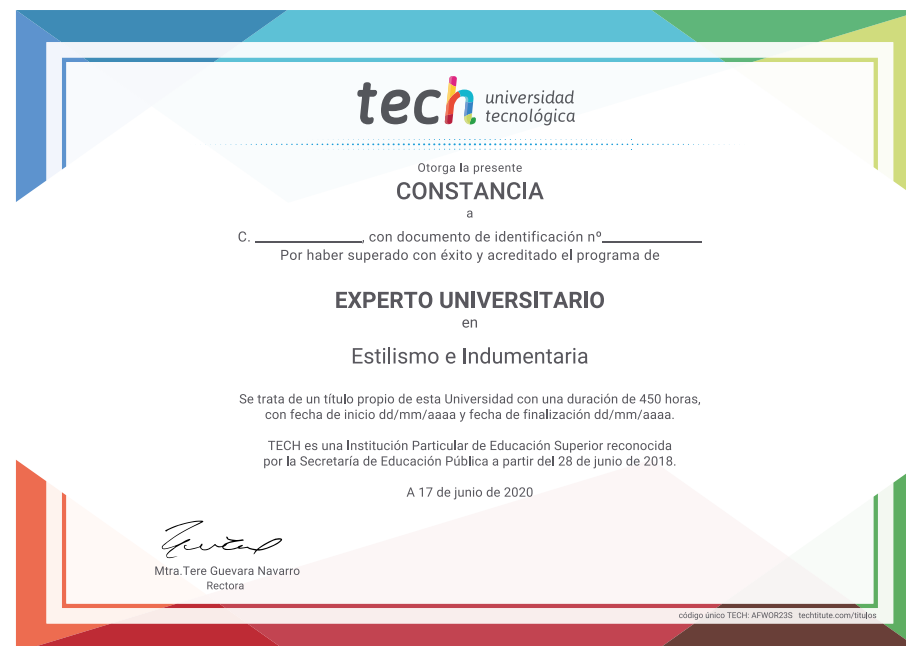 tech universidad
tecnológica
Otorga la presente
CONSTANCIA
a
C. ____________, con documento de identificación nº____________
Por haber superado con éxito y acreditado el programa de
EXPERTO UNIVERSITARIO
en
Estilismo e Indumentaria
Se trata de un título propio de esta Universidad con una duración de 450 horas,
con fecha de inicio dd/mm/aaaa y fecha de finalización dd/mm/aaaa.
TECH es una Institución Particular de Educación Superior reconocida
por la Secretaría de Educación Pública a partir del 28 de junio de 2018.
A 17 de junio de 2020
Mtra.Tere Guevara Navarro
Rectora
código único TECH: AFWOR23S techtitute.com/titulos